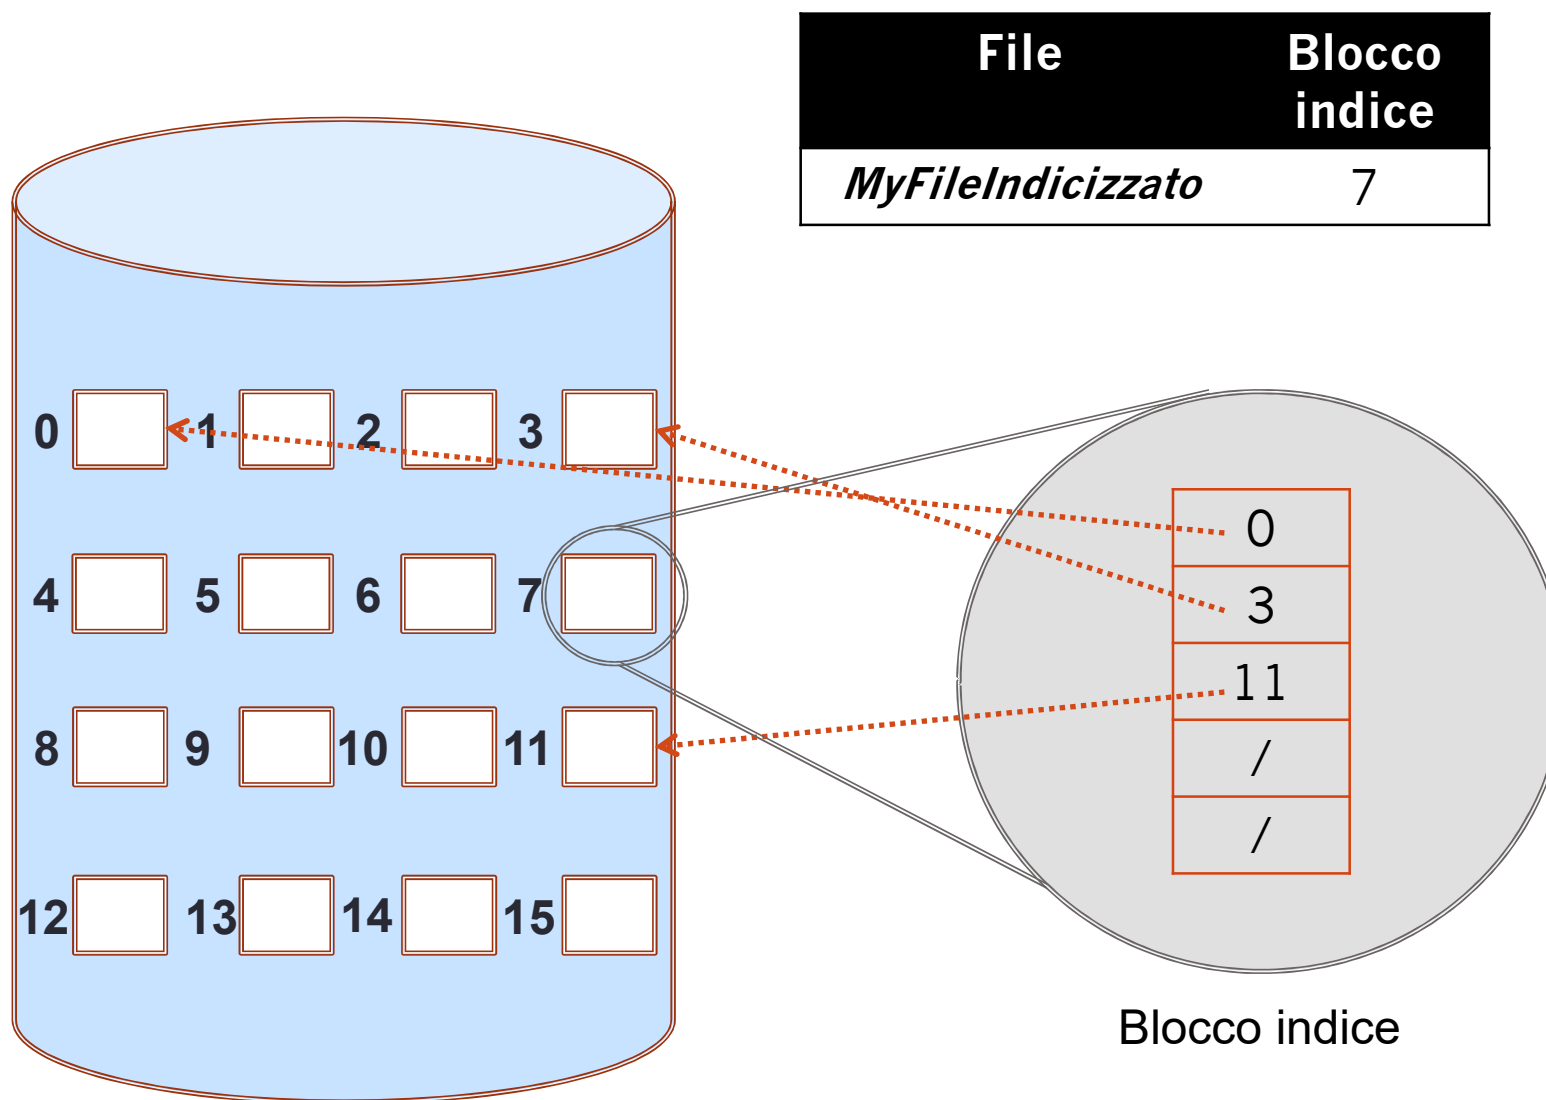 File Blocco
indice
MyFileIndicizzato 7
0 1 2 3
4 5 6 7
8 9 10 11
12 13 14 15
0
3
11
/
/
Blocco indice